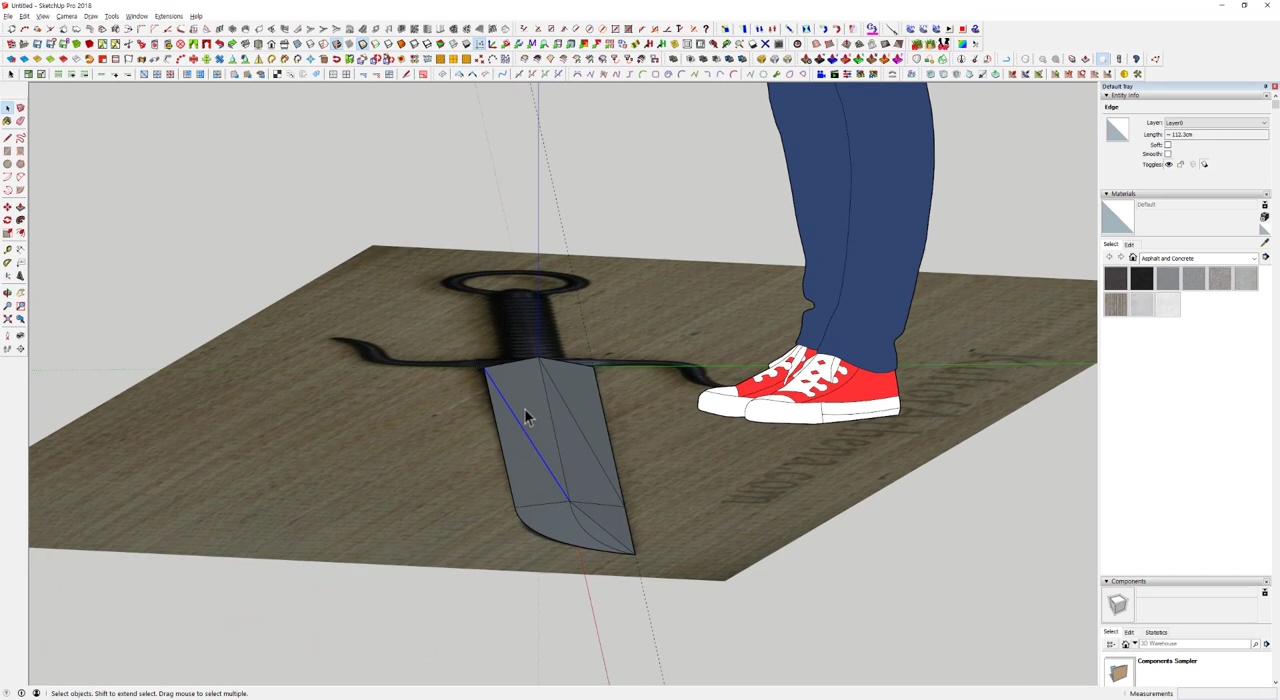 Untitled - SketchUp Pro 2018
File Edit View Camera Draw Tools Window Extensions Help
Default Tray
Entity Info
Edge
Layer: Layer0
Length: ~ 112.3cm
Soft:
Smooth:
Toggles:
Materials
Default
Select Edit
Asphalt and Concrete
Components
Select Edit Statistics
3D Warehouse
Components Sampler
Select objects. Shift to extend select. Drag mouse to select multiple.
Measurements